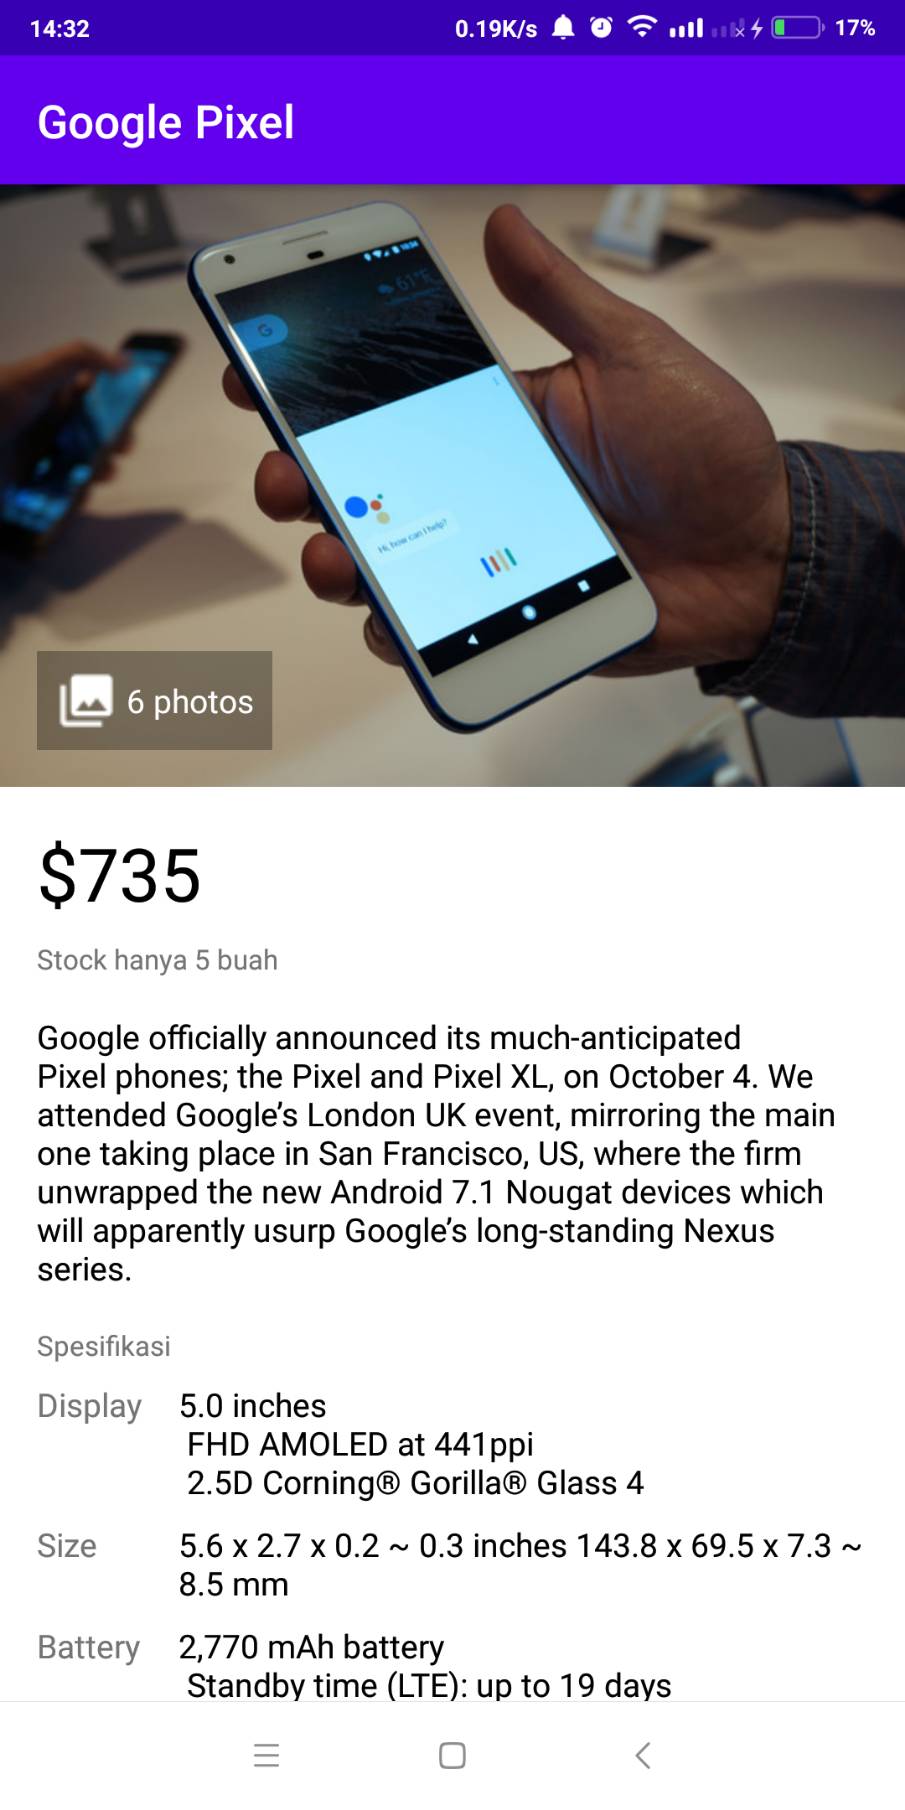 14:32
0.19K/s
17%
Google Pixel
61°F
G
Hi, how can I help?
6 photos
$735
Stock hanya 5 buah
Google officially announced its much-anticipated
Pixel phones; the Pixel and Pixel XL, on October 4. We
attended Google’s London UK event, mirroring the main
one taking place in San Francisco, US, where the firm
unwrapped the new Android 7.1 Nougat devices which
will apparently usurp Google’s long-standing Nexus
series.
Spesifikasi
Display
5.0 inches
FHD AMOLED at 441ppi
2.5D Corning® Gorilla® Glass 4
Size
5.6 x 2.7 x 0.2 ~ 0.3 inches 143.8 x 69.5 x 7.3 ~
8.5 mm
Battery
2,770 mAh battery
Standby time (LTE): up to 19 days